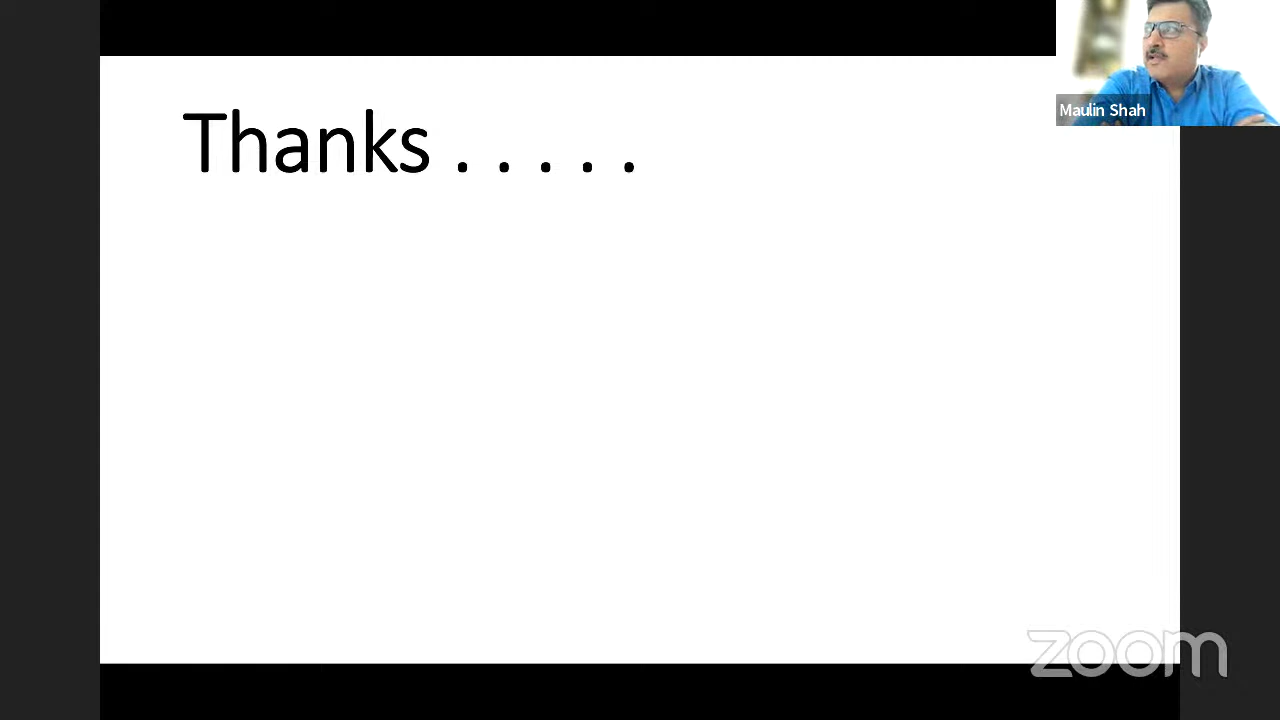 Maulin Shah
Thanks . . . . .
zoom